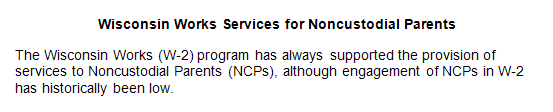 Wisconsin Works Services for Noncustodial Parents
The Wisconsin Works (W-2) program has always supported the provision of
services to Noncustodial Parents (NCPs), although engagement of NCPs in W-2
has historically been low.